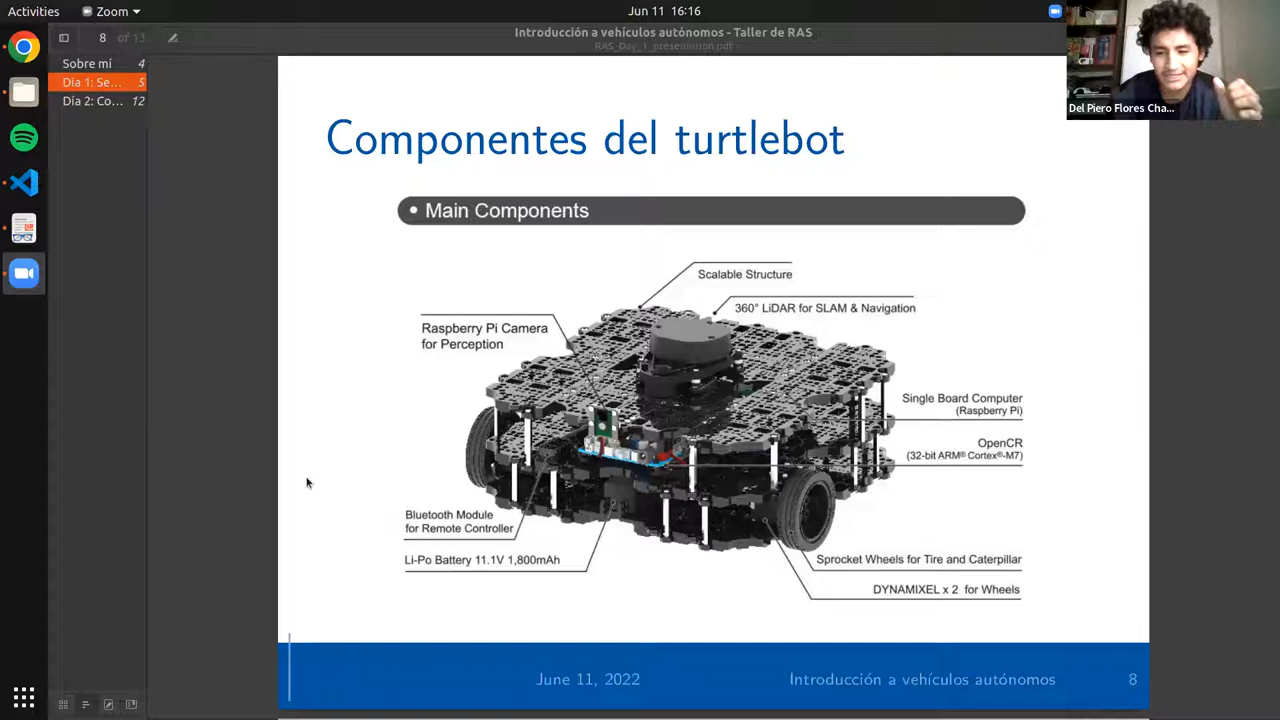 Activities
Zoom
Jun 11 16:16
8 of 13
Introducción a vehículos autónomos - Taller de RAS
RAS_Day_1_presentation.pdf
Sobre mí 4
Día 1: Se... 5
Día 2: Co... 12
Del Piero Flores Cha...
Componentes del turtlebot
• Main Components
Scalable Structure
360° LiDAR for SLAM & Navigation
Raspberry Pi Camera
for Perception
Single Board Computer
(Raspberry Pi)
OpenCR
(32-bit ARM® Cortex®-M7)
Bluetooth Module
for Remote Controller
Li-Po Battery 11.1V 1,800mAh
Sprocket Wheels for Tire and Caterpillar
DYNAMIXEL x 2 for Wheels
June 11, 2022
Introducción a vehículos autónomos
8